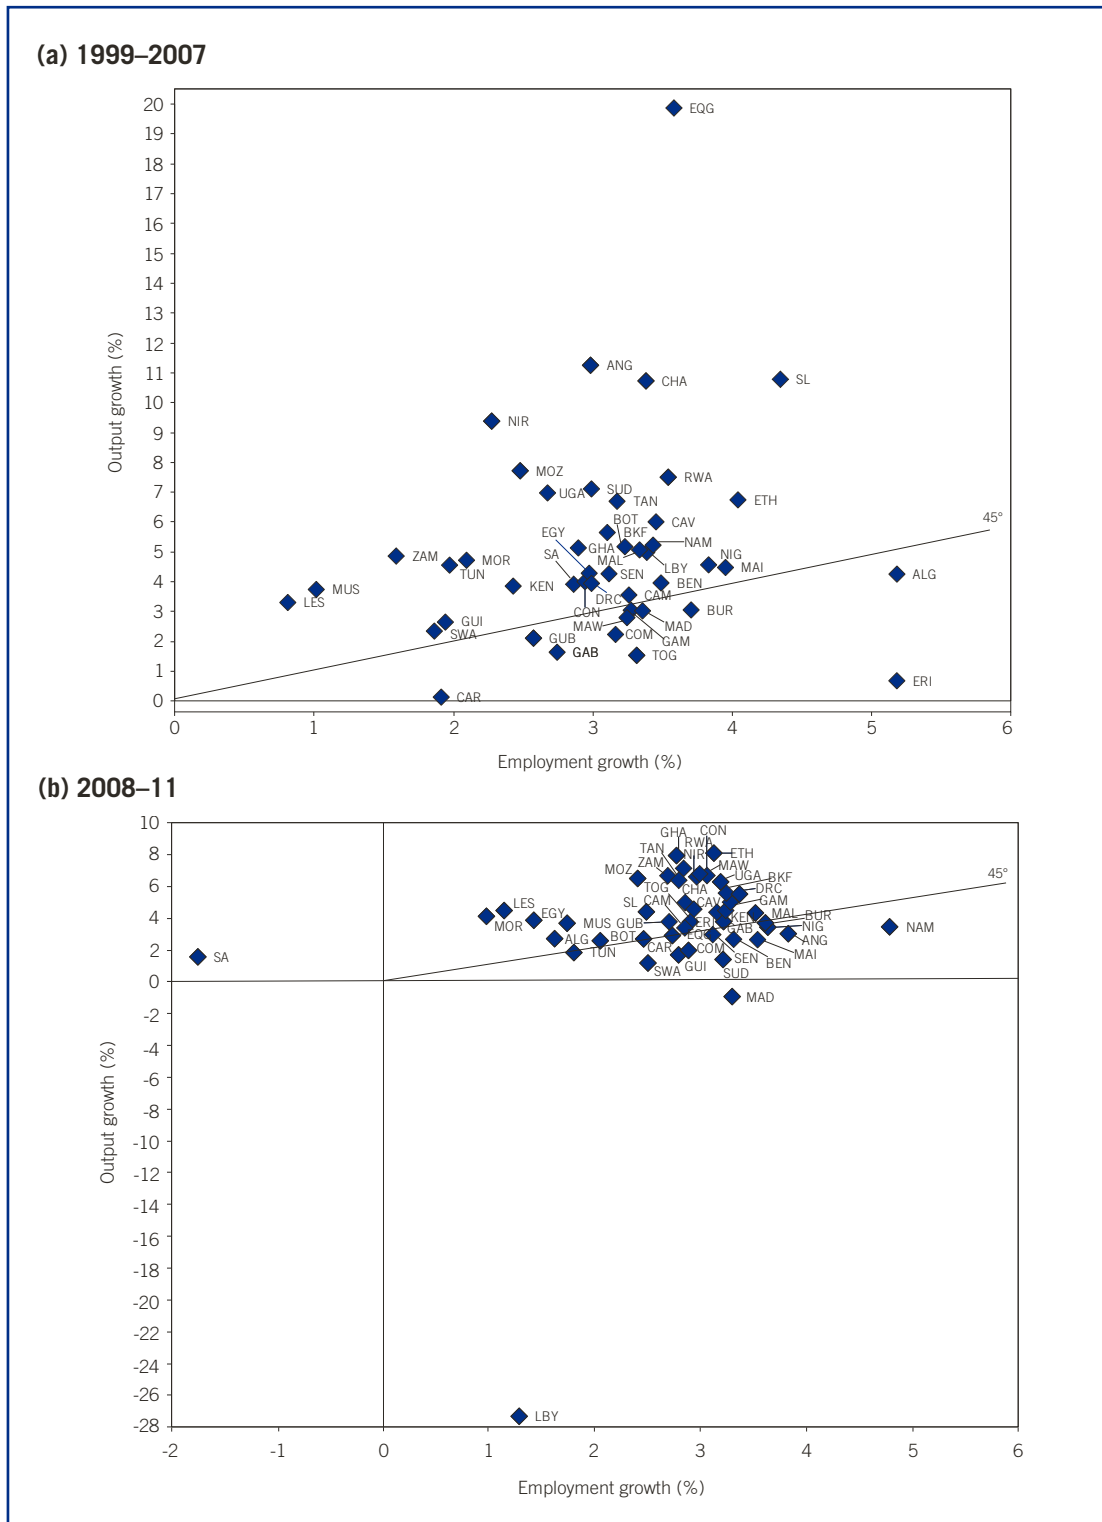 (a) 1999–2007
20
19
18
17
16
15
14
13
12
11
10
9
8
7
6
5
4
3
2
1
0
Output growth (%)
EQG
ANG
CHA
SL
NIR
MOZ
RWA
UGA
SUD
TAN
ETH
BOT
CAV
EGY
BKF
45°
SA
GHA
MAL
NAM
NIG
ZAM
MOR
TUN
LBY
MAI
SEN
ALG
MUS
KEN
BEN
LES
DRC
CAM
CON
BUR
GUI
MAW
MAD
SWA
GUB
COM
GAM
GAB
TOG
ERI
CAR
0 1 2 3 4 5 6
Employment growth (%)
(b) 2008–11
10
8
6
4
2
0
-2
-4
-6
-8
-10
-12
-14
-16
-18
-20
-22
-24
-26
-28
Output growth (%)
GHA
CON
RWA
TAN
NIR
ETH
ZAM
MAW
MOZ
UGA
BKF
45°
TOG
CHA
DRC
SL
CAM
CAV
GAM
LES
EGY
MAL
BUR
MOR
MUS
GUB
ERI
KEN
GAB
NIG
NAM
ALG
BOT
EQG
ANG
TUN
CAR
COM
MAI
SA
SWA
GUI
SEN
BEN
SUD
MAD
LBY
-2 -1 0 1 2 3 4 5 6
Employment growth (%)